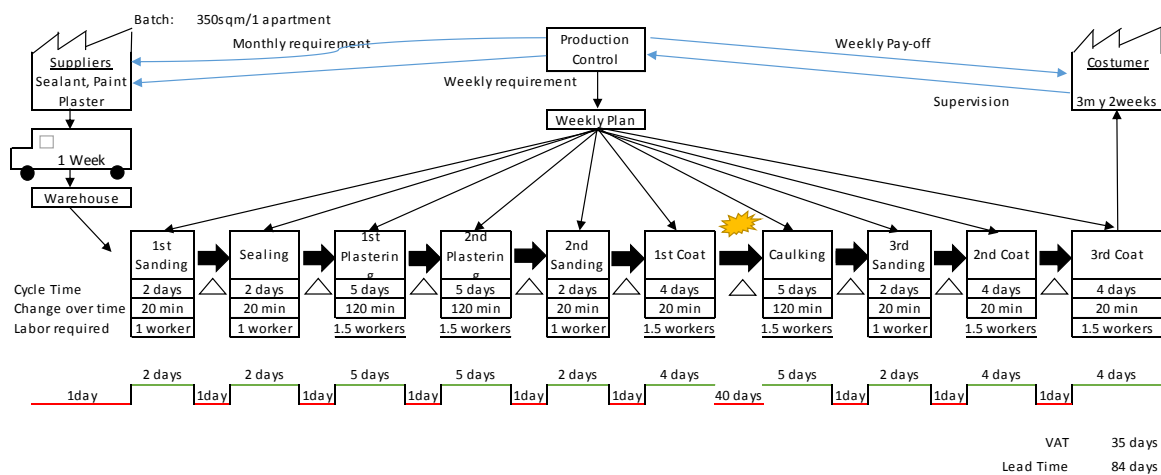 Batch: 350sqm/1 apartment
Monthly requirement
Production
Control
Weekly Pay-off
Suppliers
Sealant, Paint
Plaster
Costumer
Weekly requirement
Supervision
3m y 2weeks
Weekly Plan
1 Week
Warehouse
1st
Sanding
Sealing
1st
Plasterin
g
2nd
Plasterin
g
2nd
Sanding
1st Coat
Caulking
3rd
Sanding
2nd Coat
3rd Coat
Cycle Time 2 days 2 days 5 days 5 days 2 days 4 days 5 days 2 days 4 days 4 days
Change over time 20 min 20 min 120 min 120 min 20 min 20 min 120 min 20 min 20 min 20 min
Labor required 1 worker 1 worker 1.5 workers 1.5 workers 1 worker 1.5 workers 1.5 workers 1 worker 1.5 workers 1.5 workers
2 days 2 days 5 days 5 days 2 days 4 days 5 days 2 days 4 days 4 days
1day 1day 1day 1day 1day 1day 40 days 1day 1day 1day
VAT 35 days
Lead Time 84 days